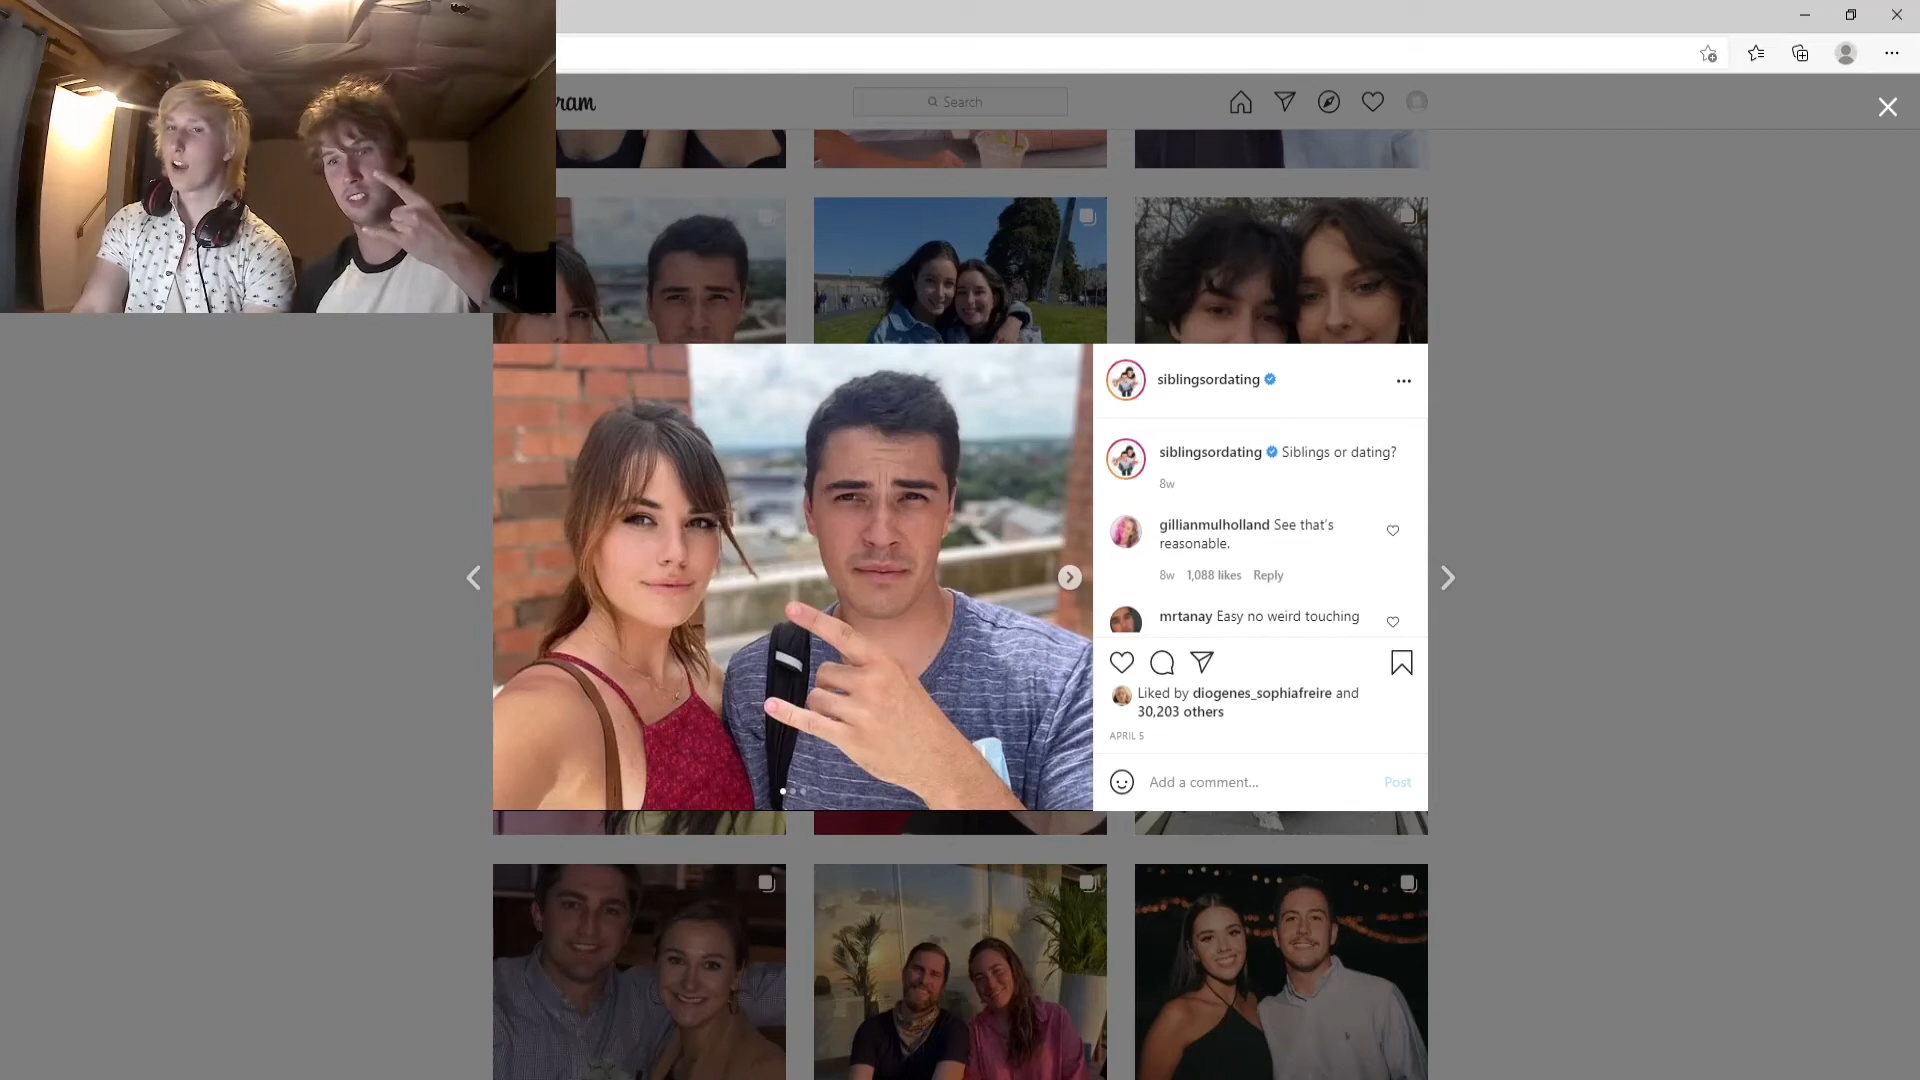 ram
Search
siblingsordating
siblingsordating Siblings or dating?
8w
gillianmulholland See that's
reasonable.
8w 1,088 likes Reply
mrtanay Easy no weird touching
Liked by diogenes_sophiafreire and
30,203 others
APRIL 5
Add a comment... Post